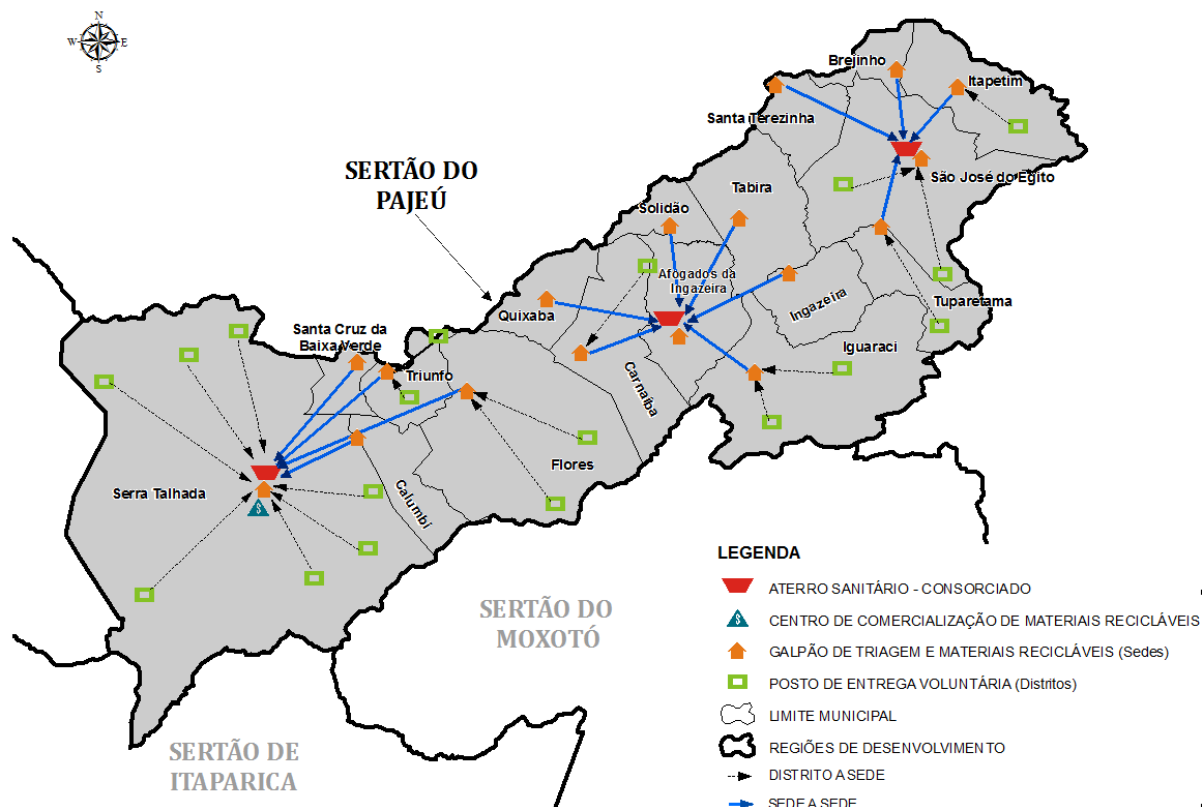 N
W
E
S
Brejinho
Itapetim
Santa Terezinha
SERTÃO DO
PAJEÚ
São José do Egito
Tabira
Solidão
Afogados da
Ingazeira
Quixaba
Ingazeira
Tuparetama
Iguaraci
Santa Cruz da
Baixa Verde
Triunfo
Carnaíba
Flores
Serra Talhada
$
Calumbi
SERTÃO DO
MOXOTÓ
SERTÃO DE
ITAPARICA
LEGENDA
ATERRO SANITÁRIO - CONSORCIADO
$ CENTRO DE COMERCIALIZAÇÃO DE MATERIAIS RECICLÁVEIS
GALPÃO DE TRIAGEM E MATERIAIS RECICLÁVEIS (Sedes)
POSTO DE ENTREGA VOLUNTÁRIA (Distritos)
LIMITE MUNICIPAL
REGIÕES DE DESENVOLVIMENTO
DISTRITO A SEDE
SEDE A SEDE